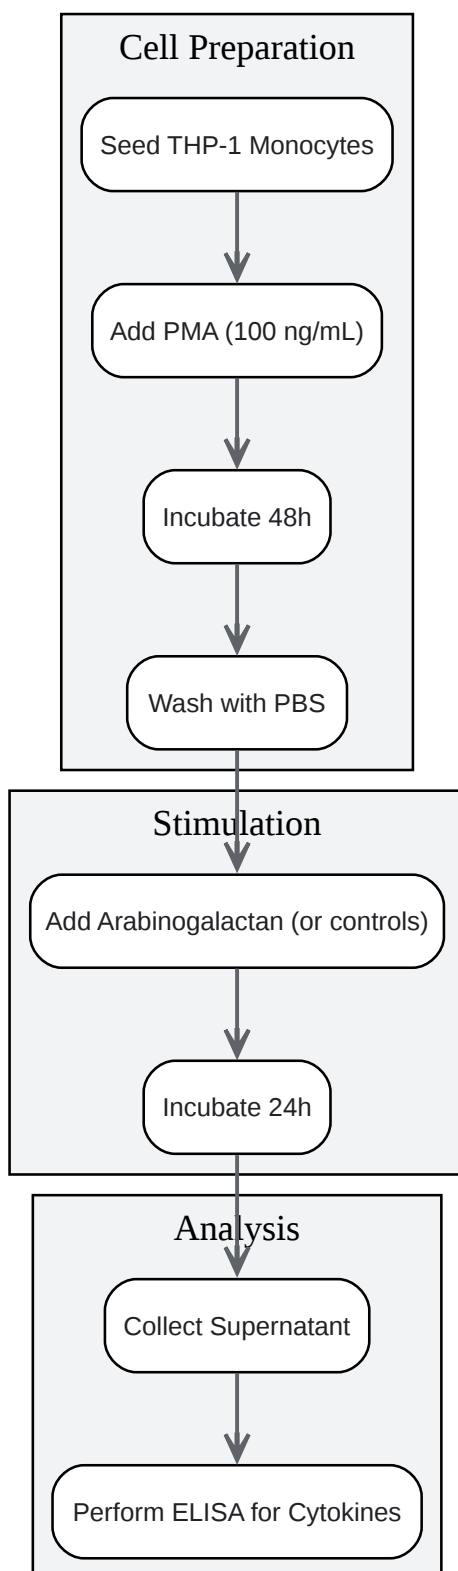 Cell Preparation
Seed THP-1 Monocytes
Add PMA (100 ng/mL)
Incubate 48h
Wash with PBS
Stimulation
Add Arabinogalactan (or controls)
Incubate 24h
Analysis
Collect Supernatant
Perform ELISA for Cytokines